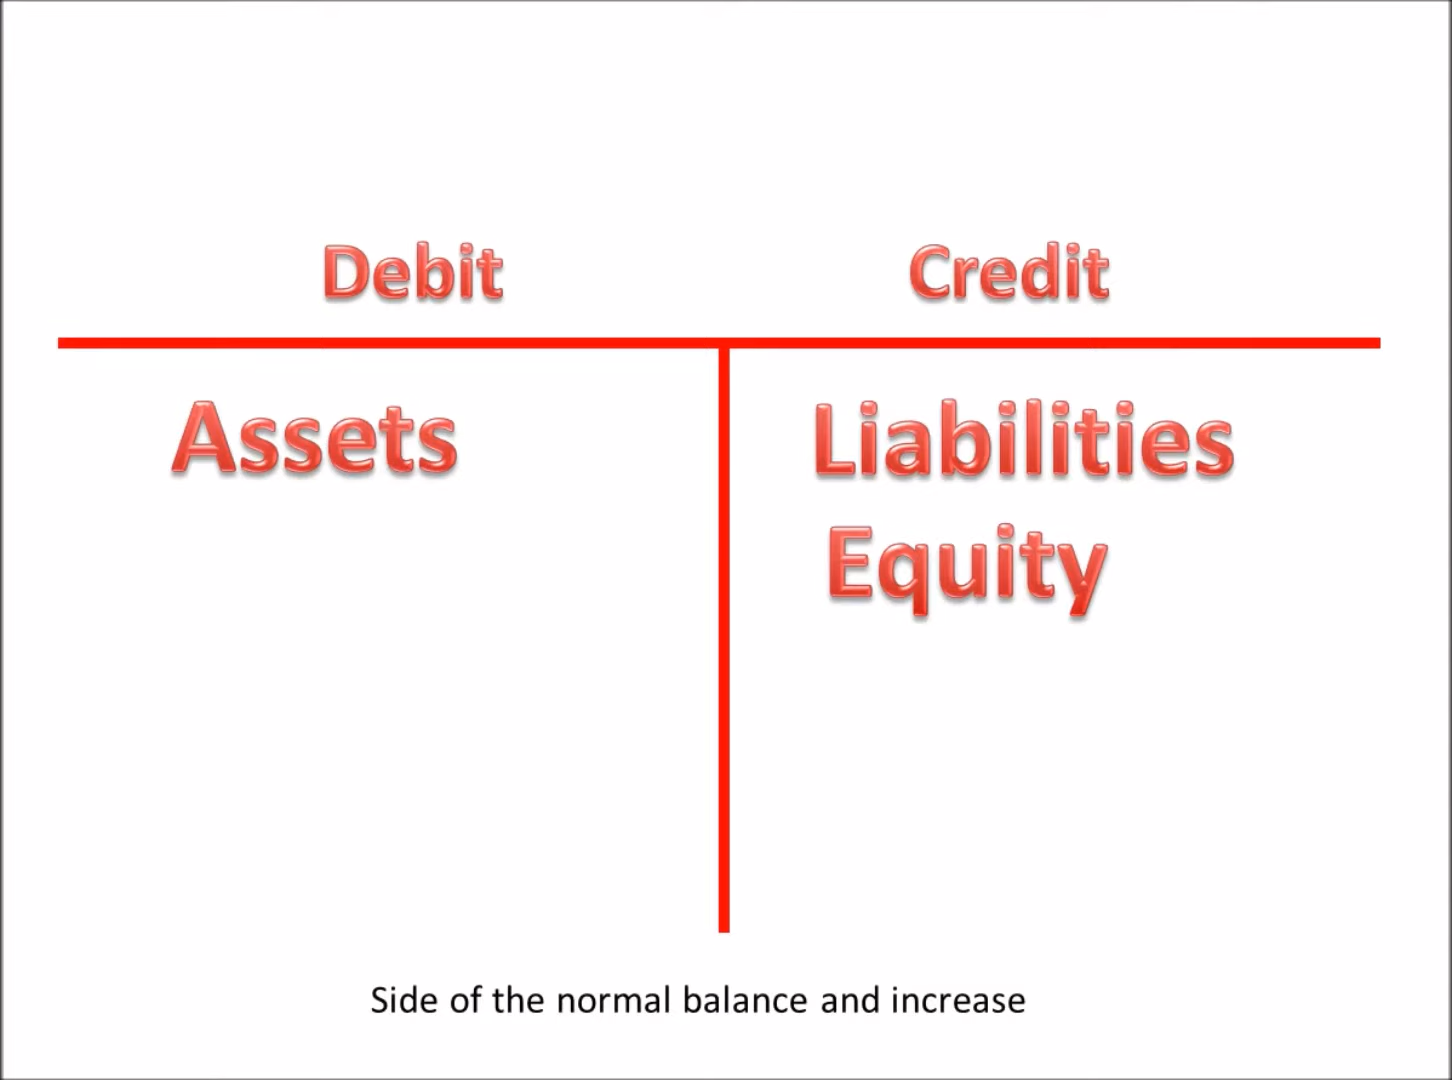 Debit Credit
Assets Liabilities
Equity
Side of the normal balance and increase